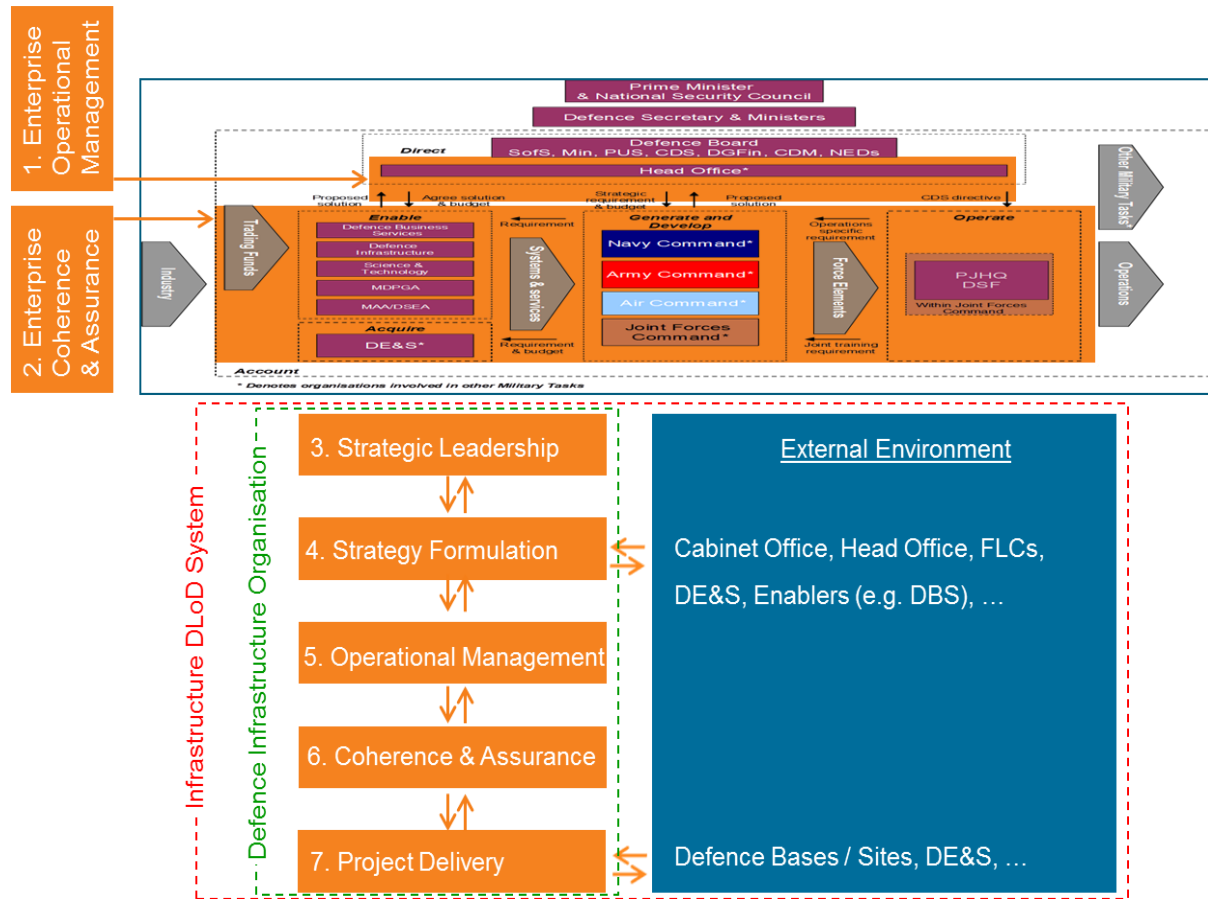 1. Enterprise
Operational
Management
2. Enterprise
Coherence
& Assurance
Prime Minister
& National Security Council
Defence Secretary & Ministers
Direct
Defence Board
SofS, Min, PUS, CDS, DGFin, CDM, NEDs
Head Office*
Proposed
solution
Agree solution
& budget
Strategic
requirement
& budget
Proposed
solution
CDS directive
Industry
Trading Funds
Enable
Defence Business
Services
Defence
Infrastructure
Science &
Technology
MDPGA
MAA/DSEA
Acquire
DE&S*
Requirement
Systems & services
Requirement
& budget
Generate and
Develop
Navy Command*
Army Command*
Air Command*
Joint Forces
Command*
Operations
specific
requirement
Force Elements
Joint training
requirement
Operate
PJHQ
DSF
Within Joint Forces
Command
Other
Military Tasks*
Operations
Account
* Denotes organisations involved in other Military Tasks
Infrastructure DLoD System
Defence Infrastructure Organisation
3. Strategic Leadership
4. Strategy Formulation
5. Operational Management
6. Coherence & Assurance
7. Project Delivery
External Environment
Cabinet Office, Head Office, FLCs,
DE&S, Enablers (e.g. DBS), …
Defence Bases / Sites, DE&S, …